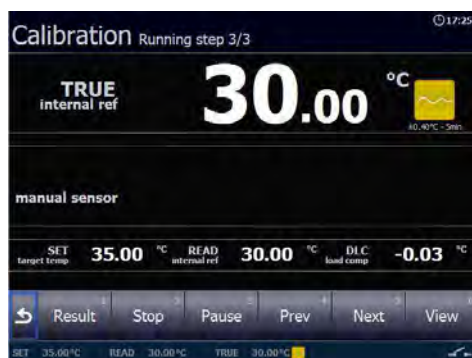 17:25
Calibration Running step 3/3
TRUE
internal ref
30.00 °C
±0.40°C - 5min
manual sensor
SET
target temp
35.00 °C
READ
internal ref
30.00 °C
DLC
load comp
-0.03 °C
1 2 3 4 5
Result Stop Pause Prev Next View
SET 35.00°C READ 30.00°C TRUE 30.00°C